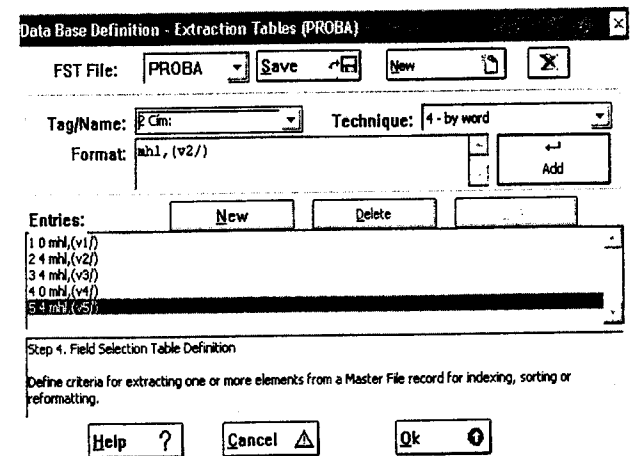 Data Base Definition - Extraction Tables (PROBA)
FST File: PROBA Save New
Tag/Name: 2 Cím: Technique: 4 - by word
Format: mhl,(v2/) Add
Entries: New Delete
1 0 mhl,(v1/)
2 4 mhl,(v2/)
3 4 mhl,(v3/)
4 0 mhl,(v4/)
5 4 mhl,(v5/)
Step 4. Field Selection Table Definition
Define criteria for extracting one or more elements from a Master File record for indexing, sorting or
reformatting.
Help ? Cancel Ok